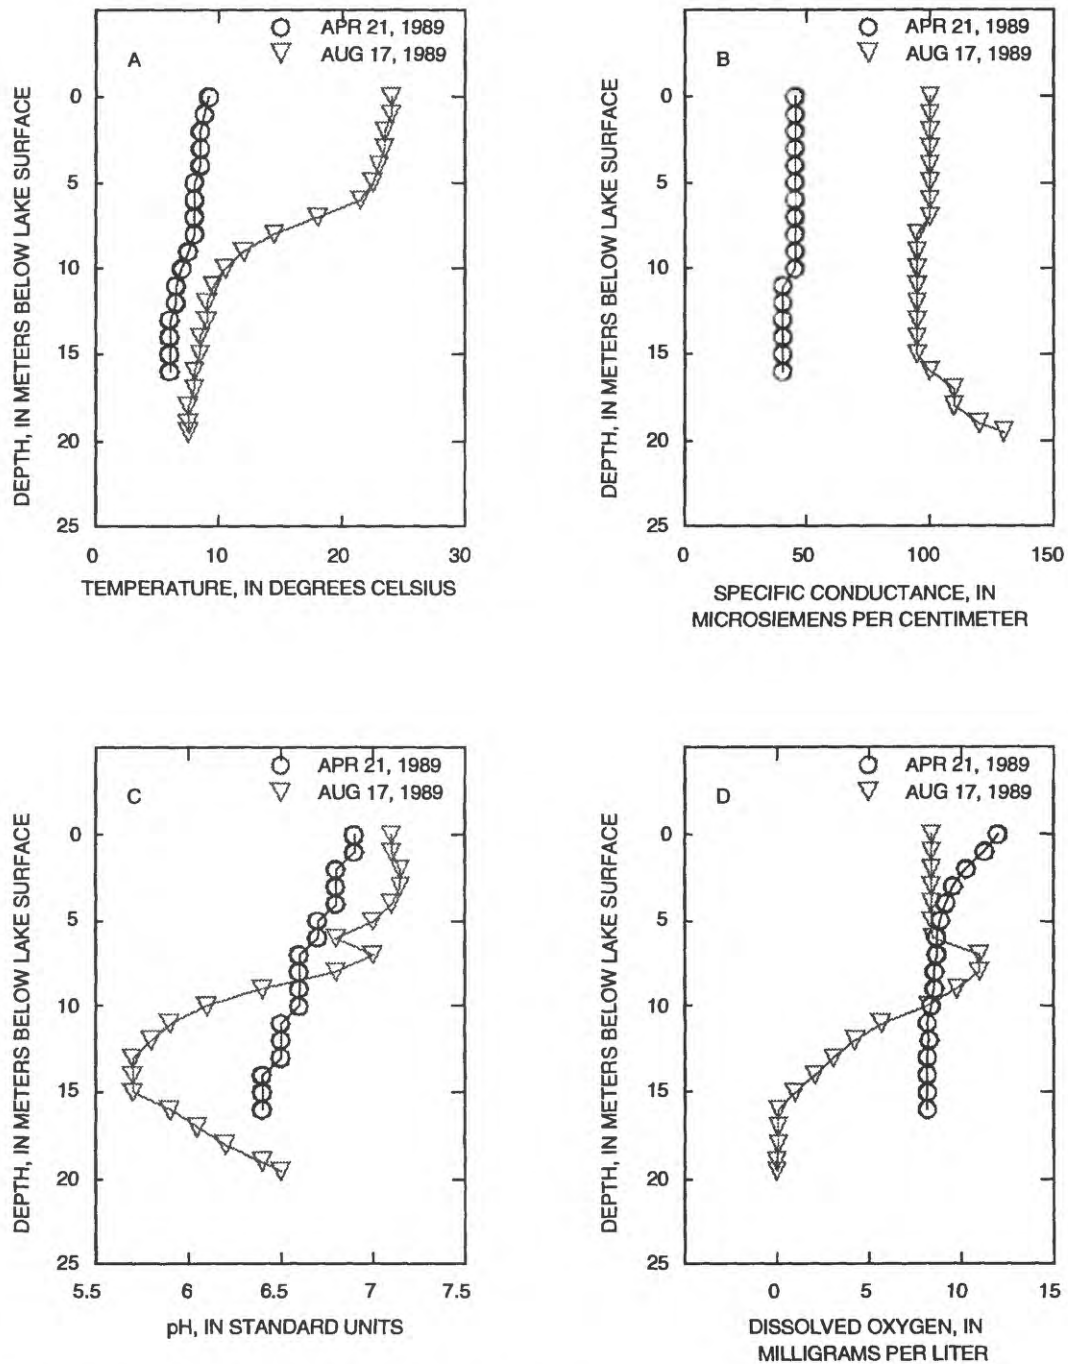 A
APR 21, 1989
AUG 17, 1989
DEPTH, IN METERS BELOW LAKE SURFACE
0
5
10
15
20
25
0 10 20 30
TEMPERATURE, IN DEGREES CELSIUS
B
APR 21, 1989
AUG 17, 1989
DEPTH, IN METERS BELOW LAKE SURFACE
0
5
10
15
20
25
0 50 100 150
SPECIFIC CONDUCTANCE, IN
MICROSIEMENS PER CENTIMETER
C
APR 21, 1989
AUG 17, 1989
DEPTH, IN METERS BELOW LAKE SURFACE
0
5
10
15
20
25
5.5 6 6.5 7 7.5
pH, IN STANDARD UNITS
D
APR 21, 1989
AUG 17, 1989
DEPTH, IN METERS BELOW LAKE SURFACE
0
5
10
15
20
25
0 5 10 15
DISSOLVED OXYGEN, IN
MILLIGRAMS PER LITER